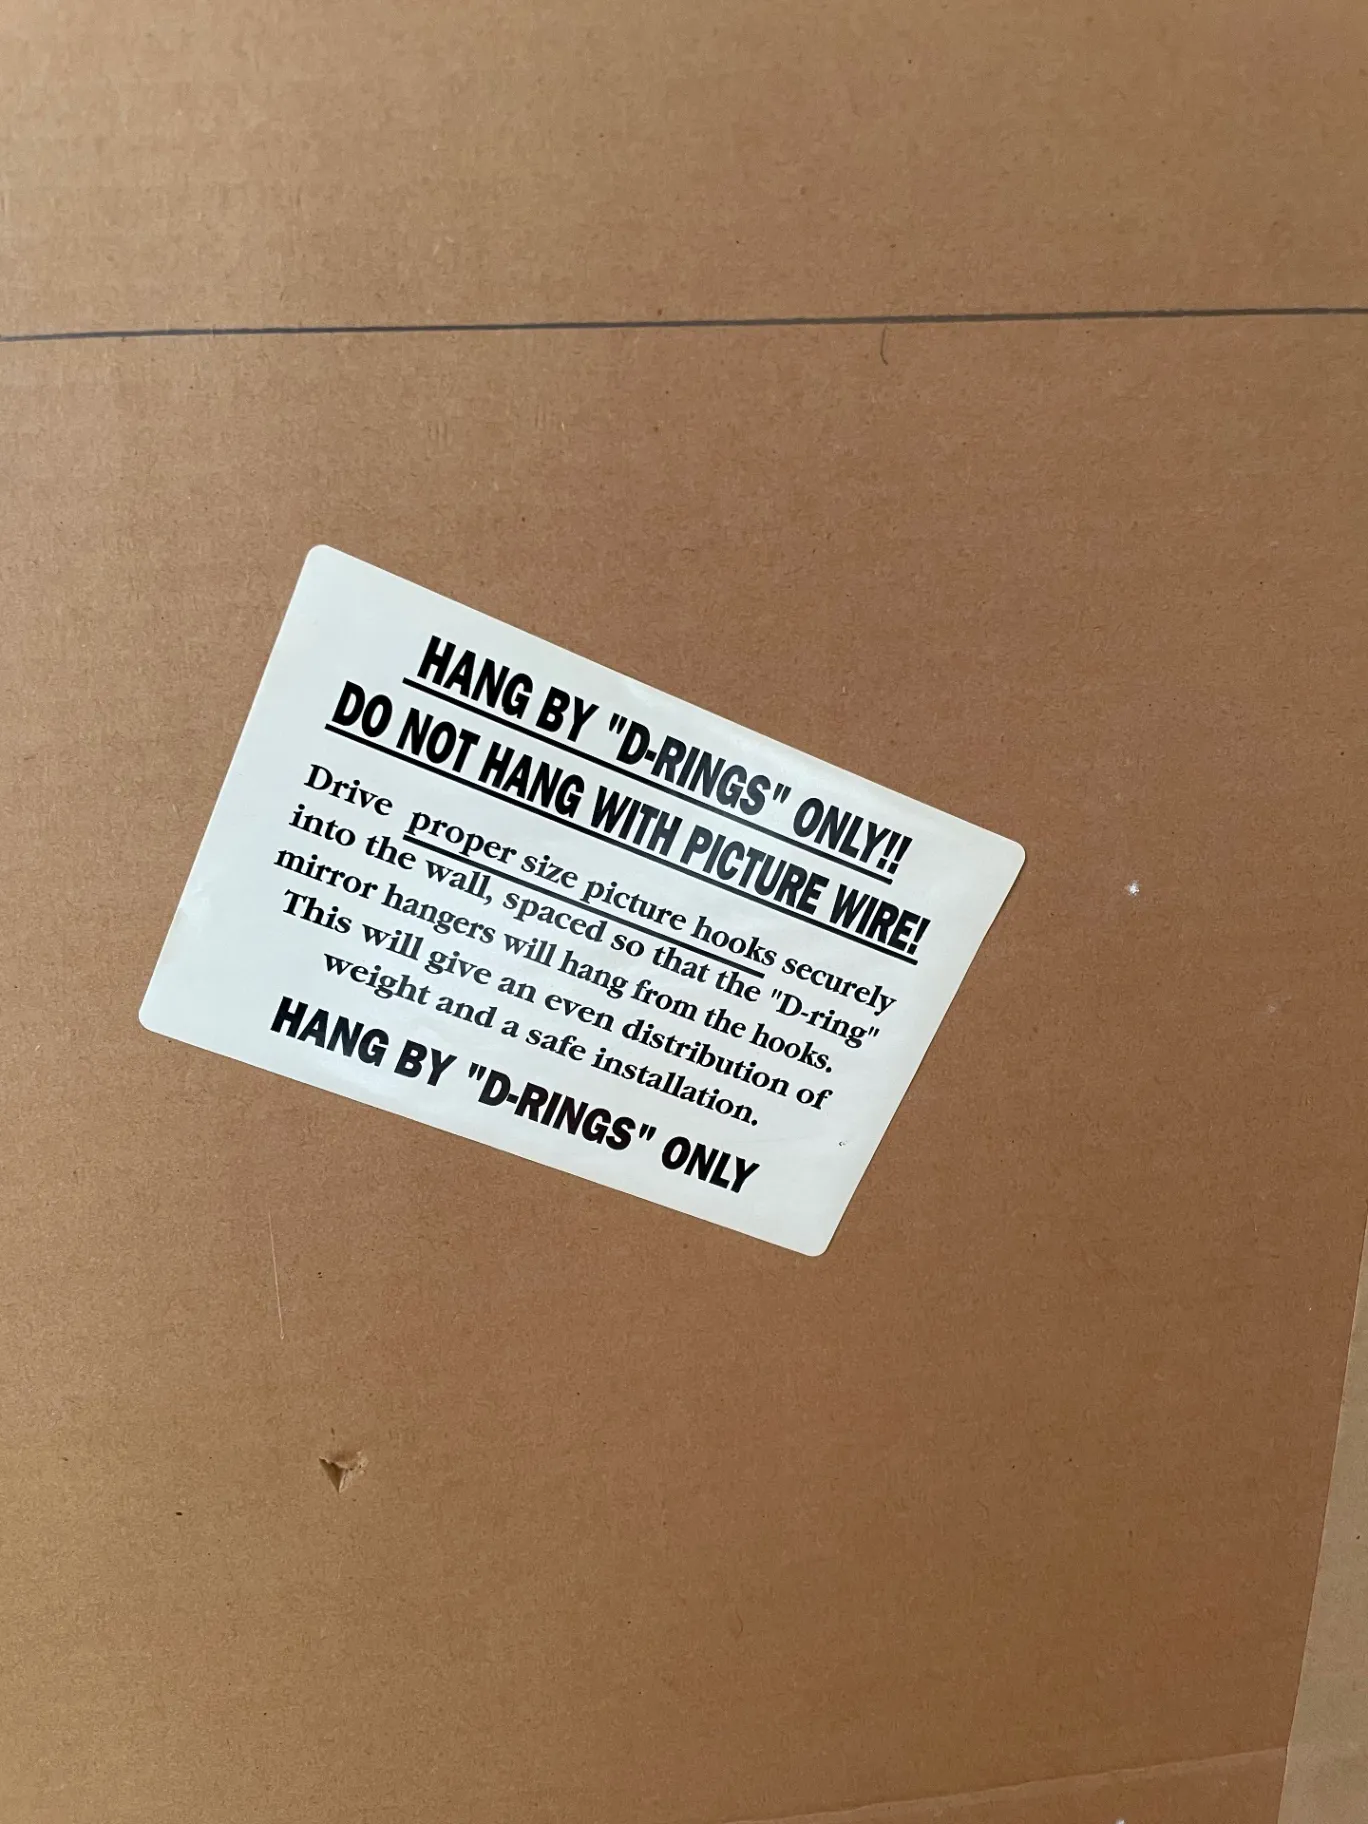 HANG BY "D-RINGS" ONLY!!
DO NOT HANG WITH PICTURE WIRE!
Drive proper size picture hooks securely
into the wall, spaced so that the "D-ring"
mirror hangers will hang from the hooks.
This will give an even distribution of
weight and a safe installation.
HANG BY "D-RINGS" ONLY